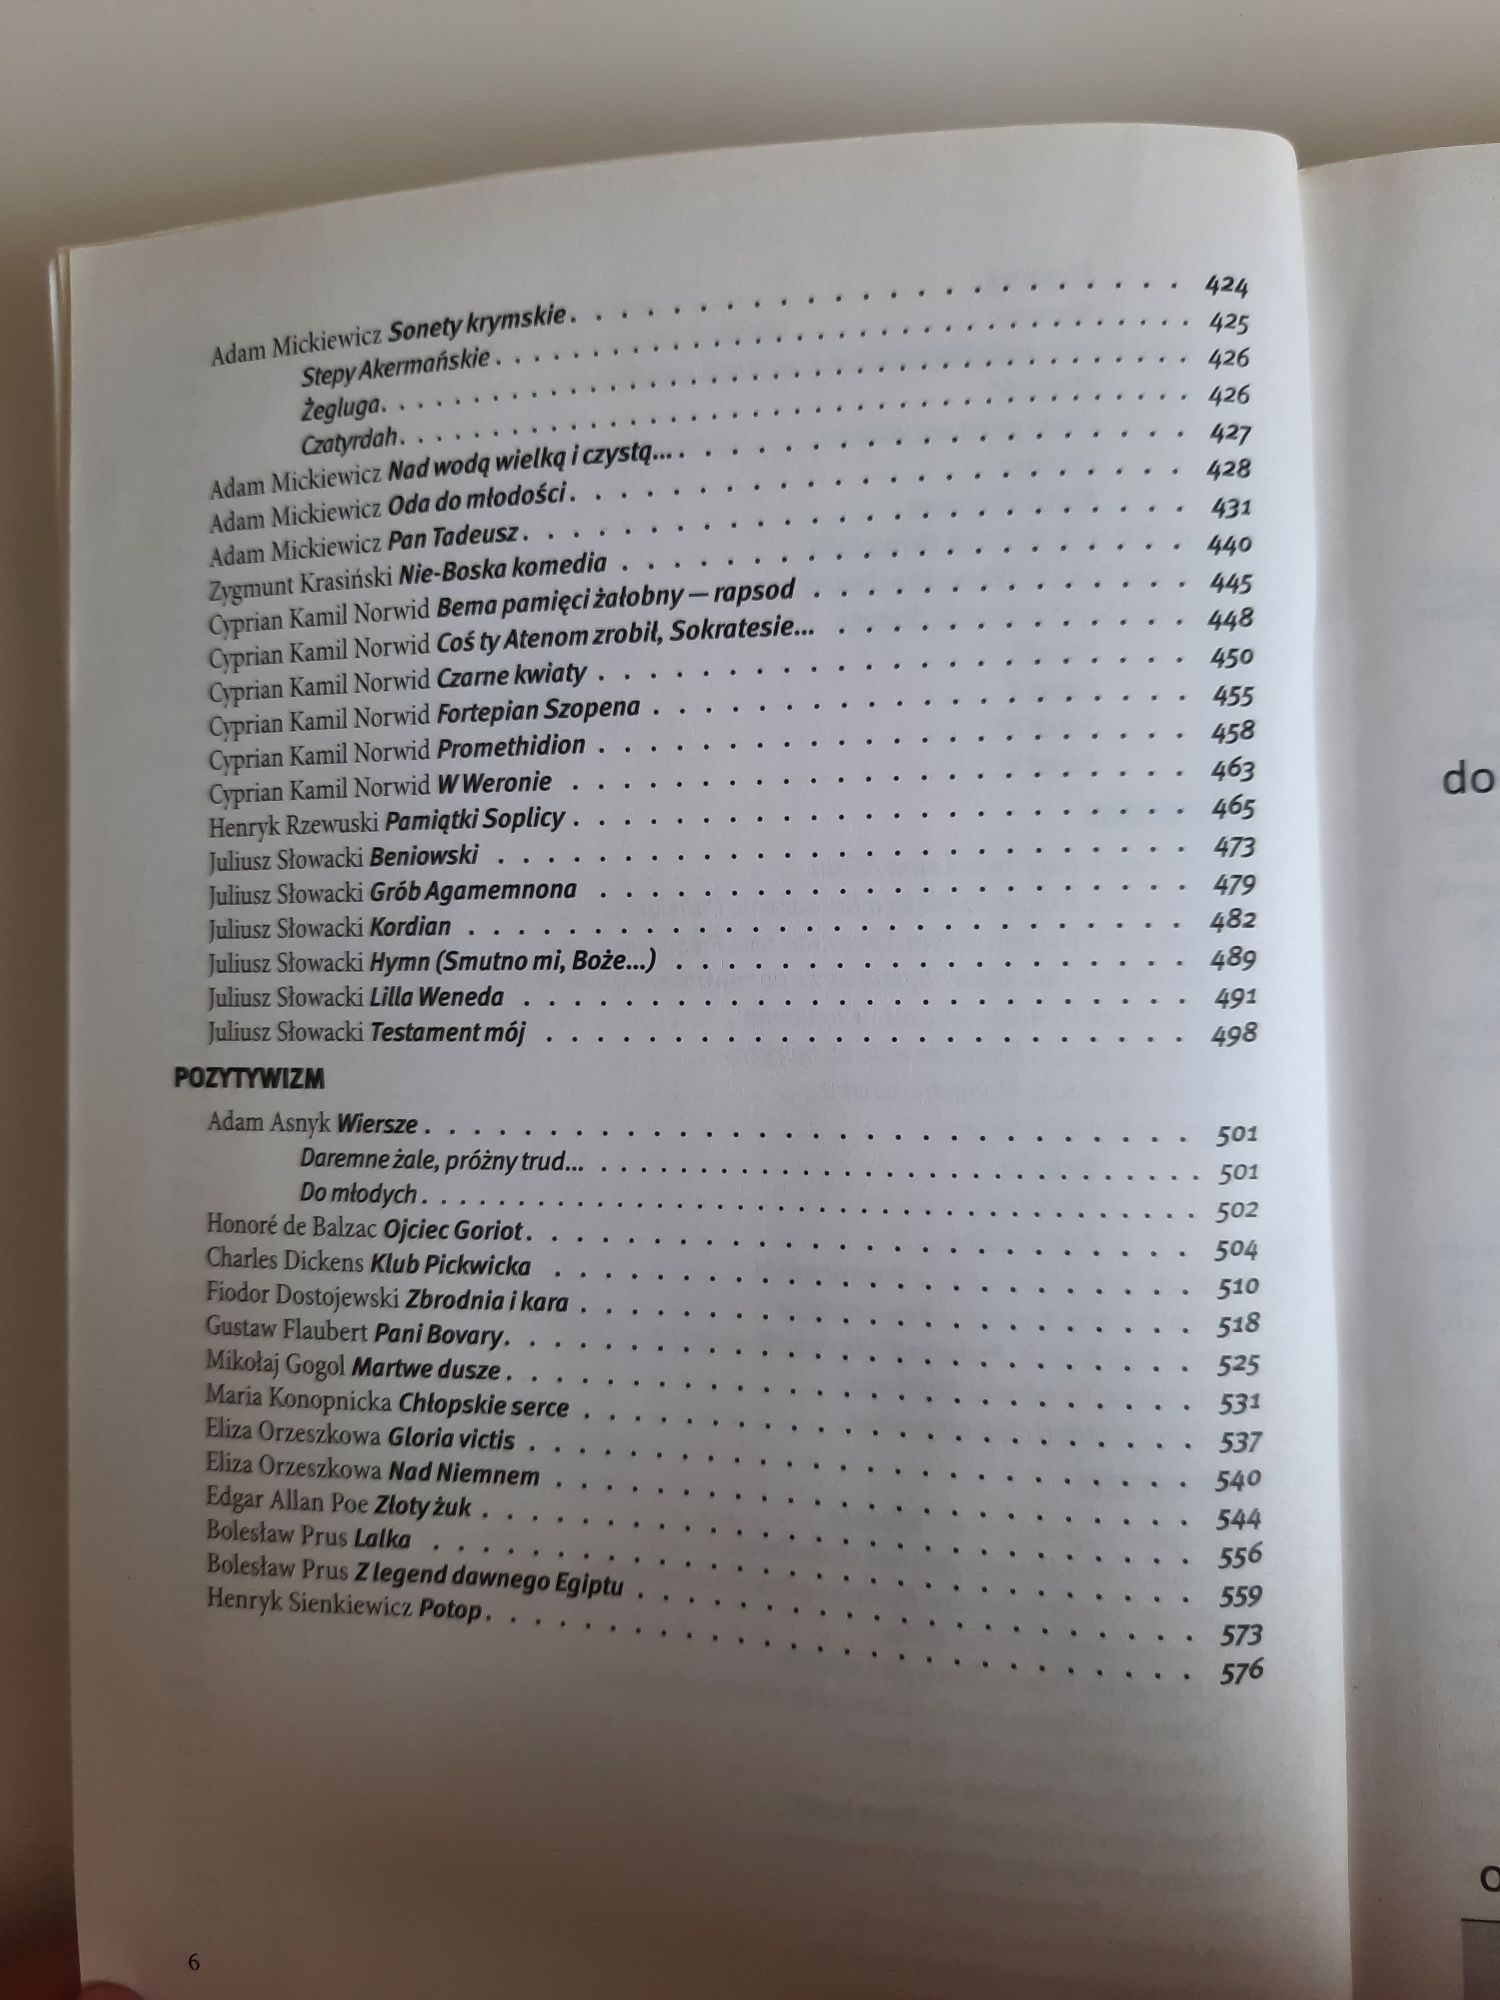 Adam Mickiewicz Sonety krymskie . . . . . . . . . . . . . . . . . . . . . . . . 424
Stepy Akermańskie . . . . . . . . . . . . . . . . . . . . . . . . 425
Żegluga . . . . . . . . . . . . . . . . . . . . . . . . 426
Czatyrdah . . . . . . . . . . . . . . . . . . . . . . . . 426
Adam Mickiewicz Nad wodą wielką i czystą... . . . . . . . . . . . . . . . . . . . . 427
Adam Mickiewicz Oda do młodości . . . . . . . . . . . . . . . . . . . . . . . . 428
Adam Mickiewicz Pan Tadeusz . . . . . . . . . . . . . . . . . . . . . . . . 431
Zygmunt Krasiński Nie-Boska komedia . . . . . . . . . . . . . . . . . . . . . . 440
Cyprian Kamil Norwid Bema pamięci żałobny — rapsod . . . . . . . . . . . . . . . 445
Cyprian Kamil Norwid Coś ty Atenom zrobił, Sokratesie... . . . . . . . . . . . . . . 448
Cyprian Kamil Norwid Czarne kwiaty . . . . . . . . . . . . . . . . . . . . . . . 450
Cyprian Kamil Norwid Fortepian Szopena . . . . . . . . . . . . . . . . . . . . . 455
Cyprian Kamil Norwid Promethidion . . . . . . . . . . . . . . . . . . . . . . . 458
Cyprian Kamil Norwid W Weronie . . . . . . . . . . . . . . . . . . . . . . . . 463
Henryk Rzewuski Pamiątki Soplicy . . . . . . . . . . . . . . . . . . . . . . . . 465
Juliusz Słowacki Beniowski . . . . . . . . . . . . . . . . . . . . . . . . 473
Juliusz Słowacki Grób Agamemnona . . . . . . . . . . . . . . . . . . . . . . . 479
Juliusz Słowacki Kordian . . . . . . . . . . . . . . . . . . . . . . . . 482
Juliusz Słowacki Hymn (Smutno mi, Boże...) . . . . . . . . . . . . . . . . . . . . 489
Juliusz Słowacki Lilla Weneda . . . . . . . . . . . . . . . . . . . . . . . . 491
Juliusz Słowacki Testament mój . . . . . . . . . . . . . . . . . . . . . . . . 498
POZYTYWIZM
Adam Asnyk Wiersze . . . . . . . . . . . . . . . . . . . . . . . . 501
Daremne żale, próżny trud... . . . . . . . . . . . . . . . . . . . . . . . . 501
Do młodych . . . . . . . . . . . . . . . . . . . . . . . . 502
Honoré de Balzac Ojciec Goriot . . . . . . . . . . . . . . . . . . . . . . . . 504
Charles Dickens Klub Pickwicka . . . . . . . . . . . . . . . . . . . . . . . . 510
Fiodor Dostojewski Zbrodnia i kara . . . . . . . . . . . . . . . . . . . . . . . . 518
Gustaw Flaubert Pani Bovary . . . . . . . . . . . . . . . . . . . . . . . . 525
Mikołaj Gogol Martwe dusze . . . . . . . . . . . . . . . . . . . . . . . . 531
Maria Konopnicka Chłopskie serce . . . . . . . . . . . . . . . . . . . . . . . . 537
Eliza Orzeszkowa Gloria victis . . . . . . . . . . . . . . . . . . . . . . . . 540
Eliza Orzeszkowa Nad Niemnem . . . . . . . . . . . . . . . . . . . . . . . . 544
Edgar Allan Poe Złoty żuk . . . . . . . . . . . . . . . . . . . . . . . . 556
Bolesław Prus Lalka . . . . . . . . . . . . . . . . . . . . . . . . 559
Bolesław Prus Z legend dawnego Egiptu . . . . . . . . . . . . . . . . . . . . . . 573
Henryk Sienkiewicz Potop . . . . . . . . . . . . . . . . . . . . . . . . 576
6
do